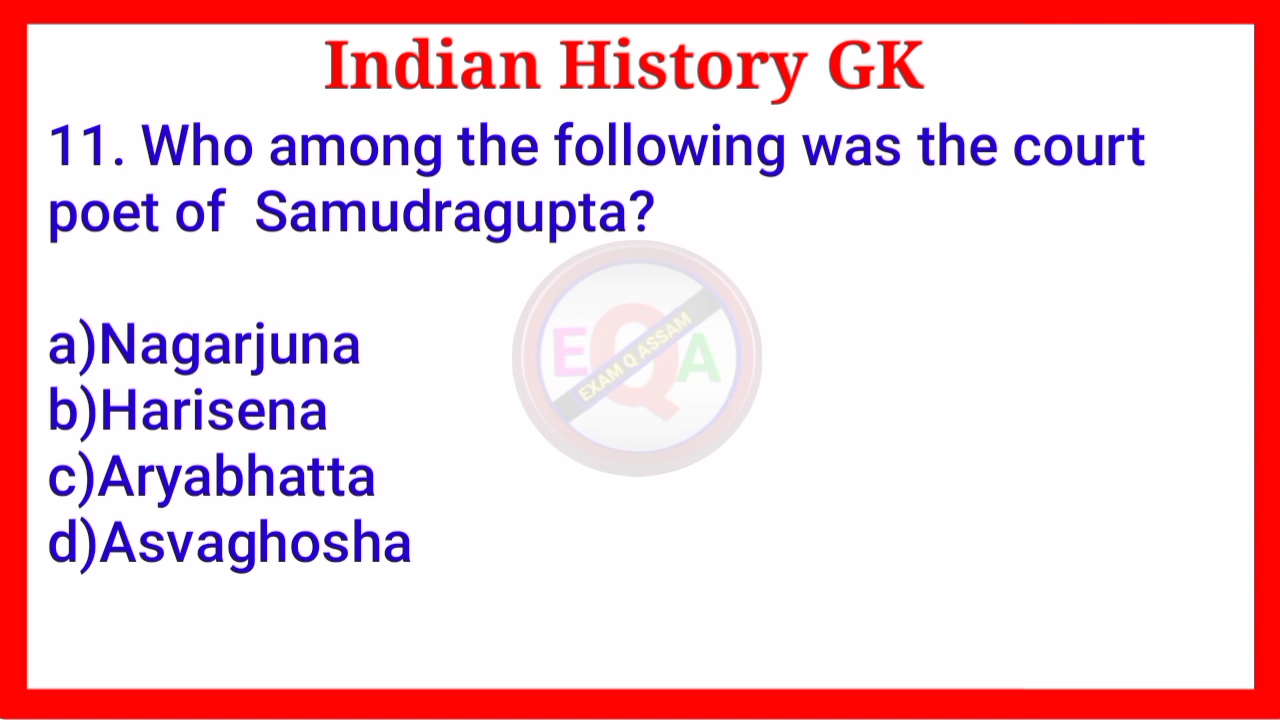 Indian History GK
11. Who among the following was the court
poet of  Samudragupta?
EQA
EXAM Q ASSAM
a)Nagarjuna
b)Harisena
c)Aryabhatta
d)Asvaghosha